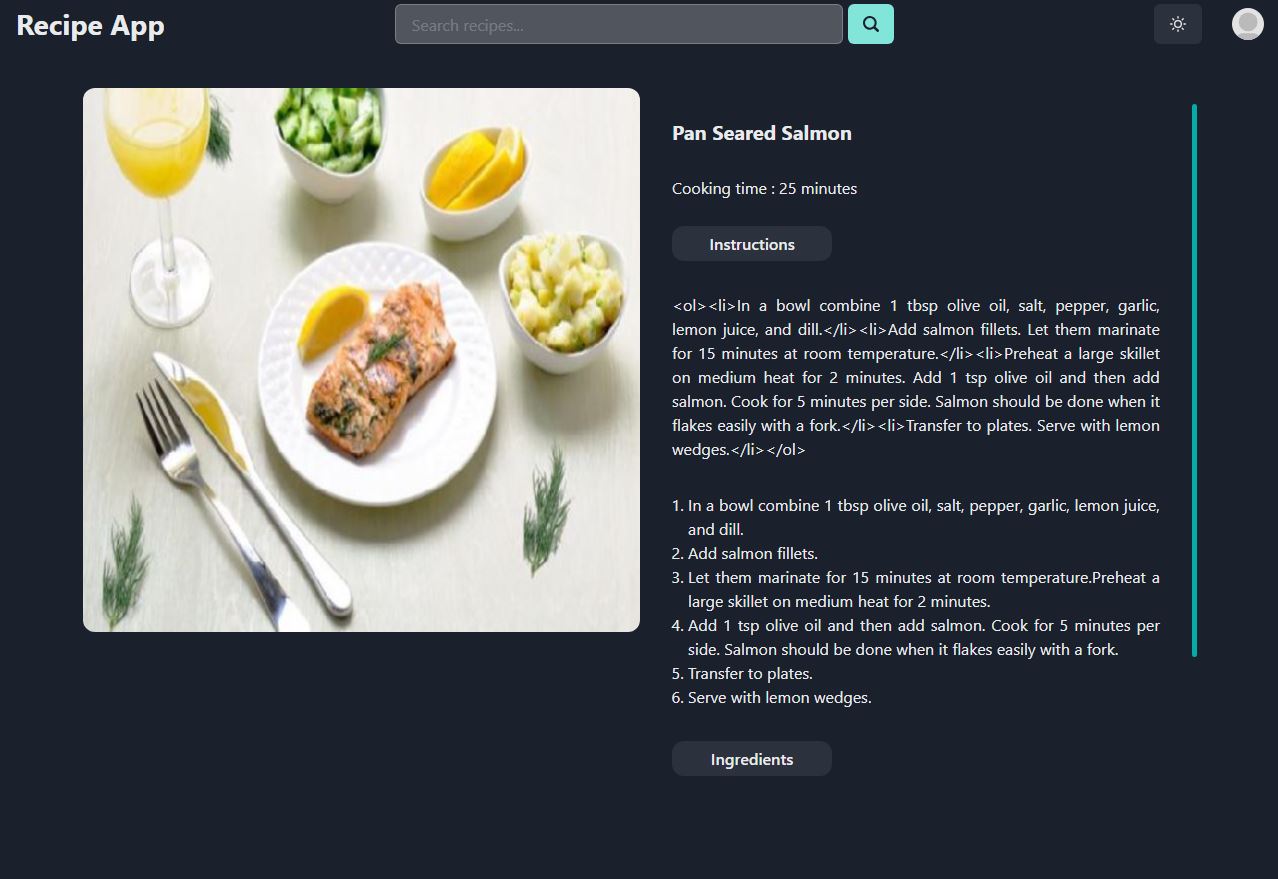 Recipe App
Search recipes...
Pan Seared Salmon
Cooking time : 25 minutes
Instructions
<ol><li>In a bowl combine 1 tbsp olive oil, salt, pepper, garlic,
lemon juice, and dill.</li><li>Add salmon fillets. Let them marinate
for 15 minutes at room temperature.</li><li>Preheat a large skillet
on medium heat for 2 minutes. Add 1 tsp olive oil and then add
salmon. Cook for 5 minutes per side. Salmon should be done when it
flakes easily with a fork.</li><li>Transfer to plates. Serve with lemon
wedges.</li></ol>
1. In a bowl combine 1 tbsp olive oil, salt, pepper, garlic, lemon juice,
and dill.
2. Add salmon fillets.
3. Let them marinate for 15 minutes at room temperature.Preheat a
large skillet on medium heat for 2 minutes.
4. Add 1 tsp olive oil and then add salmon. Cook for 5 minutes per
side. Salmon should be done when it flakes easily with a fork.
5. Transfer to plates.
6. Serve with lemon wedges.
Ingredients